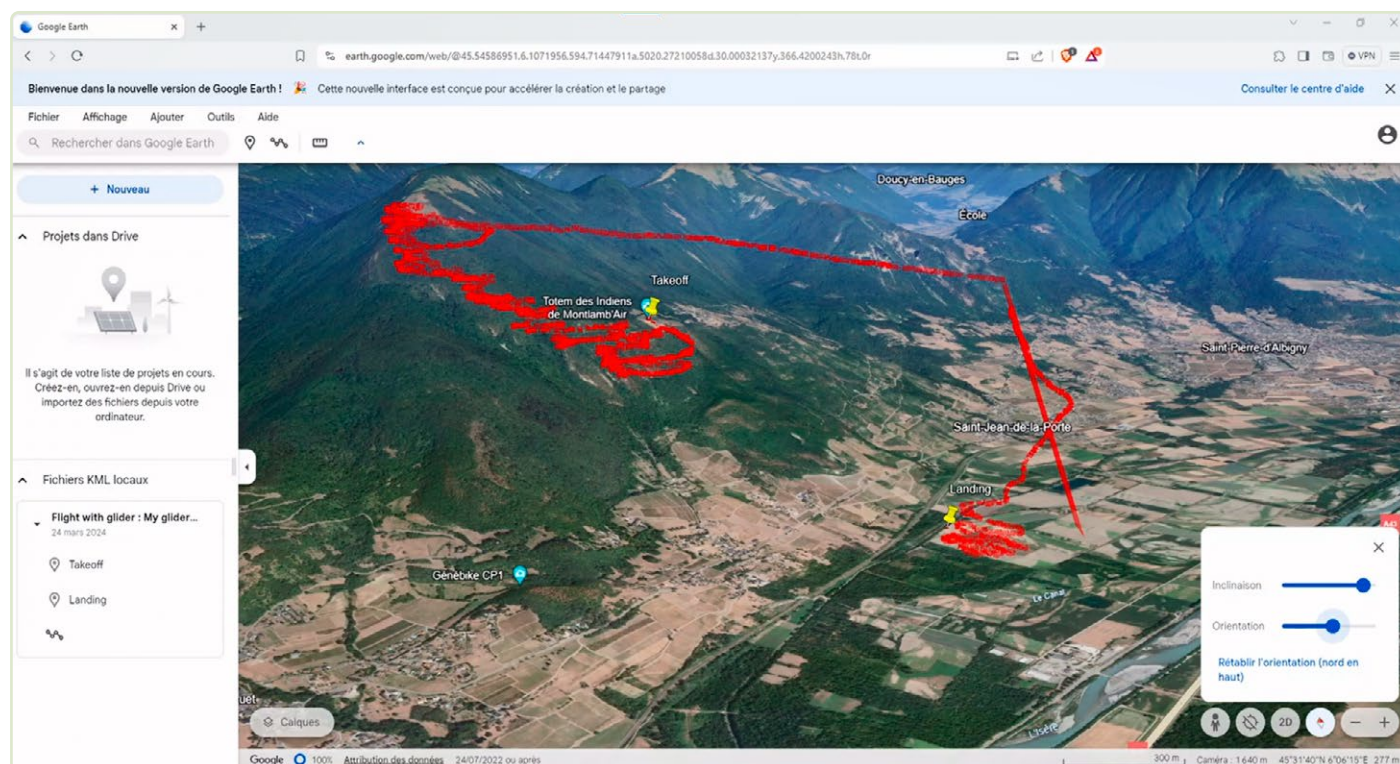 Google Earth
earth.google.com/web/@45.54586951,6.1071956,594.71447911a,5020.27210058d,30.00032137y,366.4200243h,78t,0r
VPN
Bienvenue dans la nouvelle version de Google Earth ! Cette nouvelle interface est conçue pour accélérer la création et le partage
Consulter le centre d'aide
Fichier Affichage Ajouter Outils Aide
Rechercher dans Google Earth
+ Nouveau
Projets dans Drive
Il s'agit de votre liste de projets en cours.
Créez-en, ouvrez-en depuis Drive ou
importez des fichiers depuis votre
ordinateur.
Fichiers KML locaux
Flight with glider : My glider...
24 mars 2024
Takeoff
Landing
Doucy-en-Bauges
École
Takeoff
Totem des Indiens
de Montlamb'Air
Saint-Pierre-d'Albigny
Saint-Jean-de-la-Porte
Landing
Génébike CP1
Le Canal
L'Isère
Calques
Inclinaison
Orientation
Rétablir l'orientation (nord en
haut)
2D
Google 100% Attribution des données 24/07/2022 ou après
300 m Caméra : 1 640 m 45°31'40"N 6°06'15"E 277 m